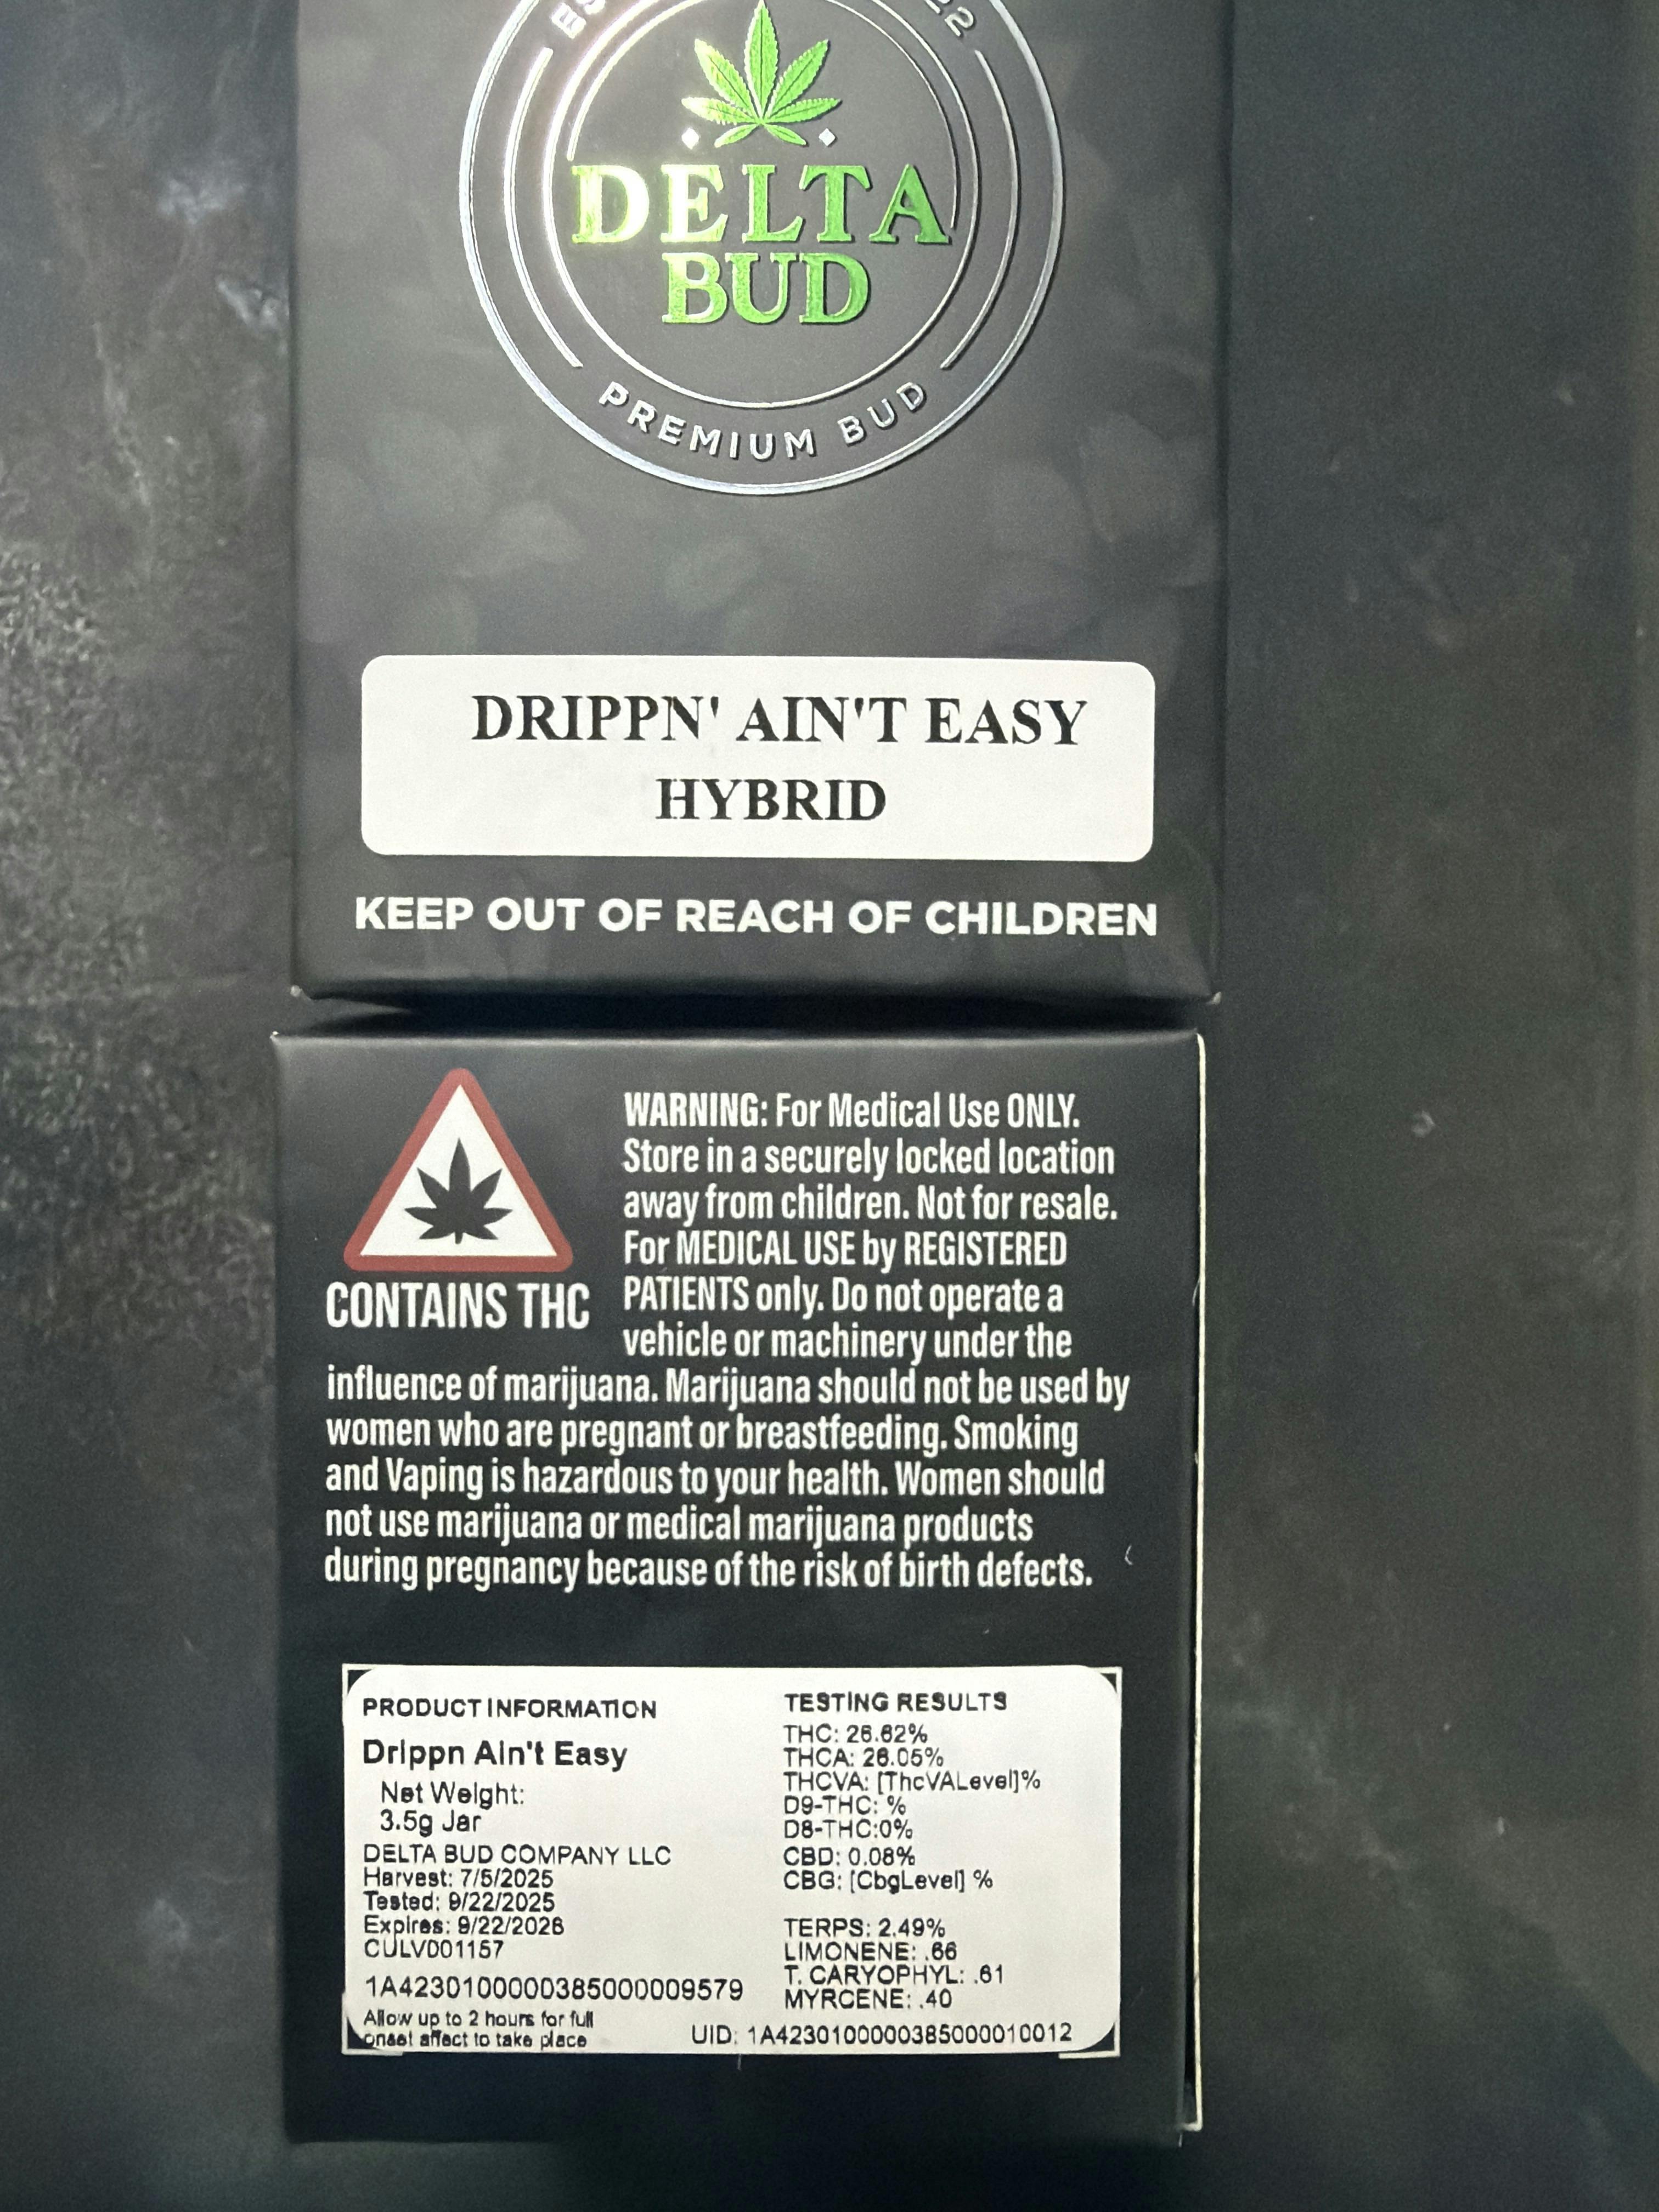 DELTA
BUD
PREMIUM BUD
DRIPPN' AIN'T EASY
HYBRID
KEEP OUT OF REACH OF CHILDREN
CONTAINS THC
WARNING: For Medical Use ONLY.
Store in a securely locked location
away from children. Not for resale.
For MEDICAL USE by REGISTERED
PATIENTS only. Do not operate a
vehicle or machinery under the
influence of marijuana. Marijuana should not be used by
women who are pregnant or breastfeeding. Smoking
and Vaping is hazardous to your health. Women should
not use marijuana or medical marijuana products
during pregnancy because of the risk of birth defects.
PRODUCT INFORMATION
Drippn Ain't Easy
Net Weight:
3.5g Jar
DELTA BUD COMPANY LLC
Harvest: 7/5/2025
Tested: 9/22/2025
Expires: 9/22/2026
CULVD01157
1A4230100000385000009579
Allow up to 2 hours for full
onset affect to take place
TESTING RESULTS
THC: 26.62%
THCA: 26.05%
THCVA: [ThcVALevel]%
D9-THC: %
D8-THC:0%
CBD: 0.08%
CBG: [CbgLevel] %
TERPS: 2.49%
LIMONENE: .66
T. CARYOPHYL: .61
MYRCENE: .40
UID: 1A4230100000385000010012